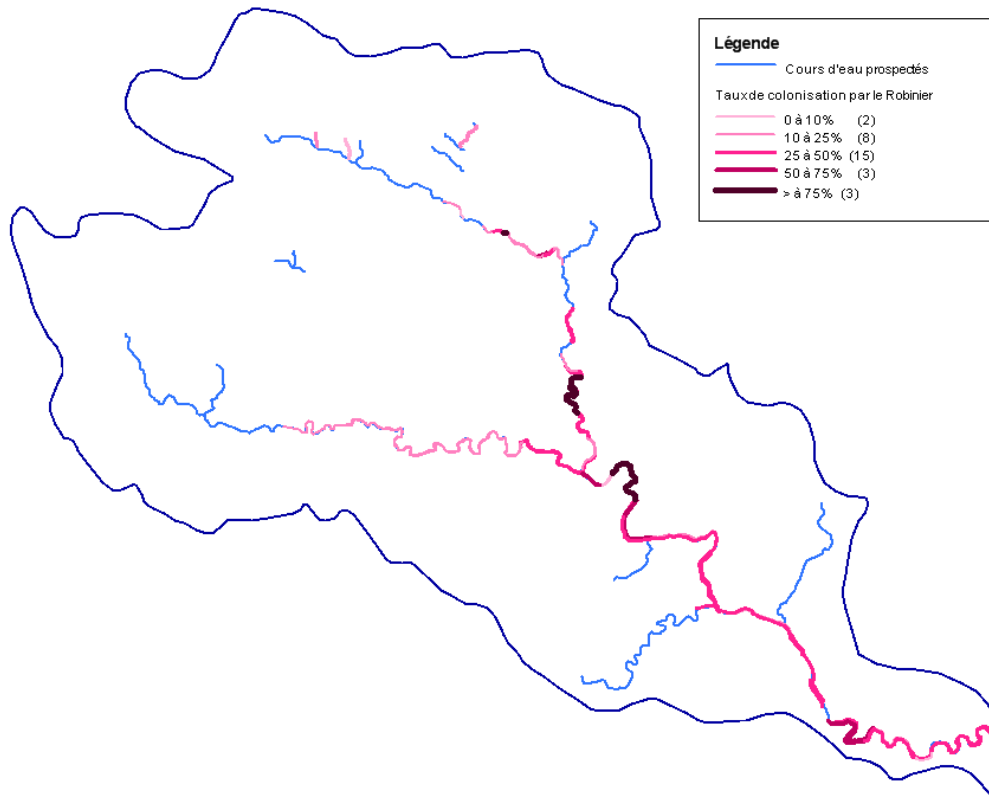 Légende
Cours d'eau prospectés
Taux de colonisation par le Robinier
0 à 10% (2)
10 à 25% (8)
25 à 50% (15)
50 à 75% (3)
> à 75% (3)